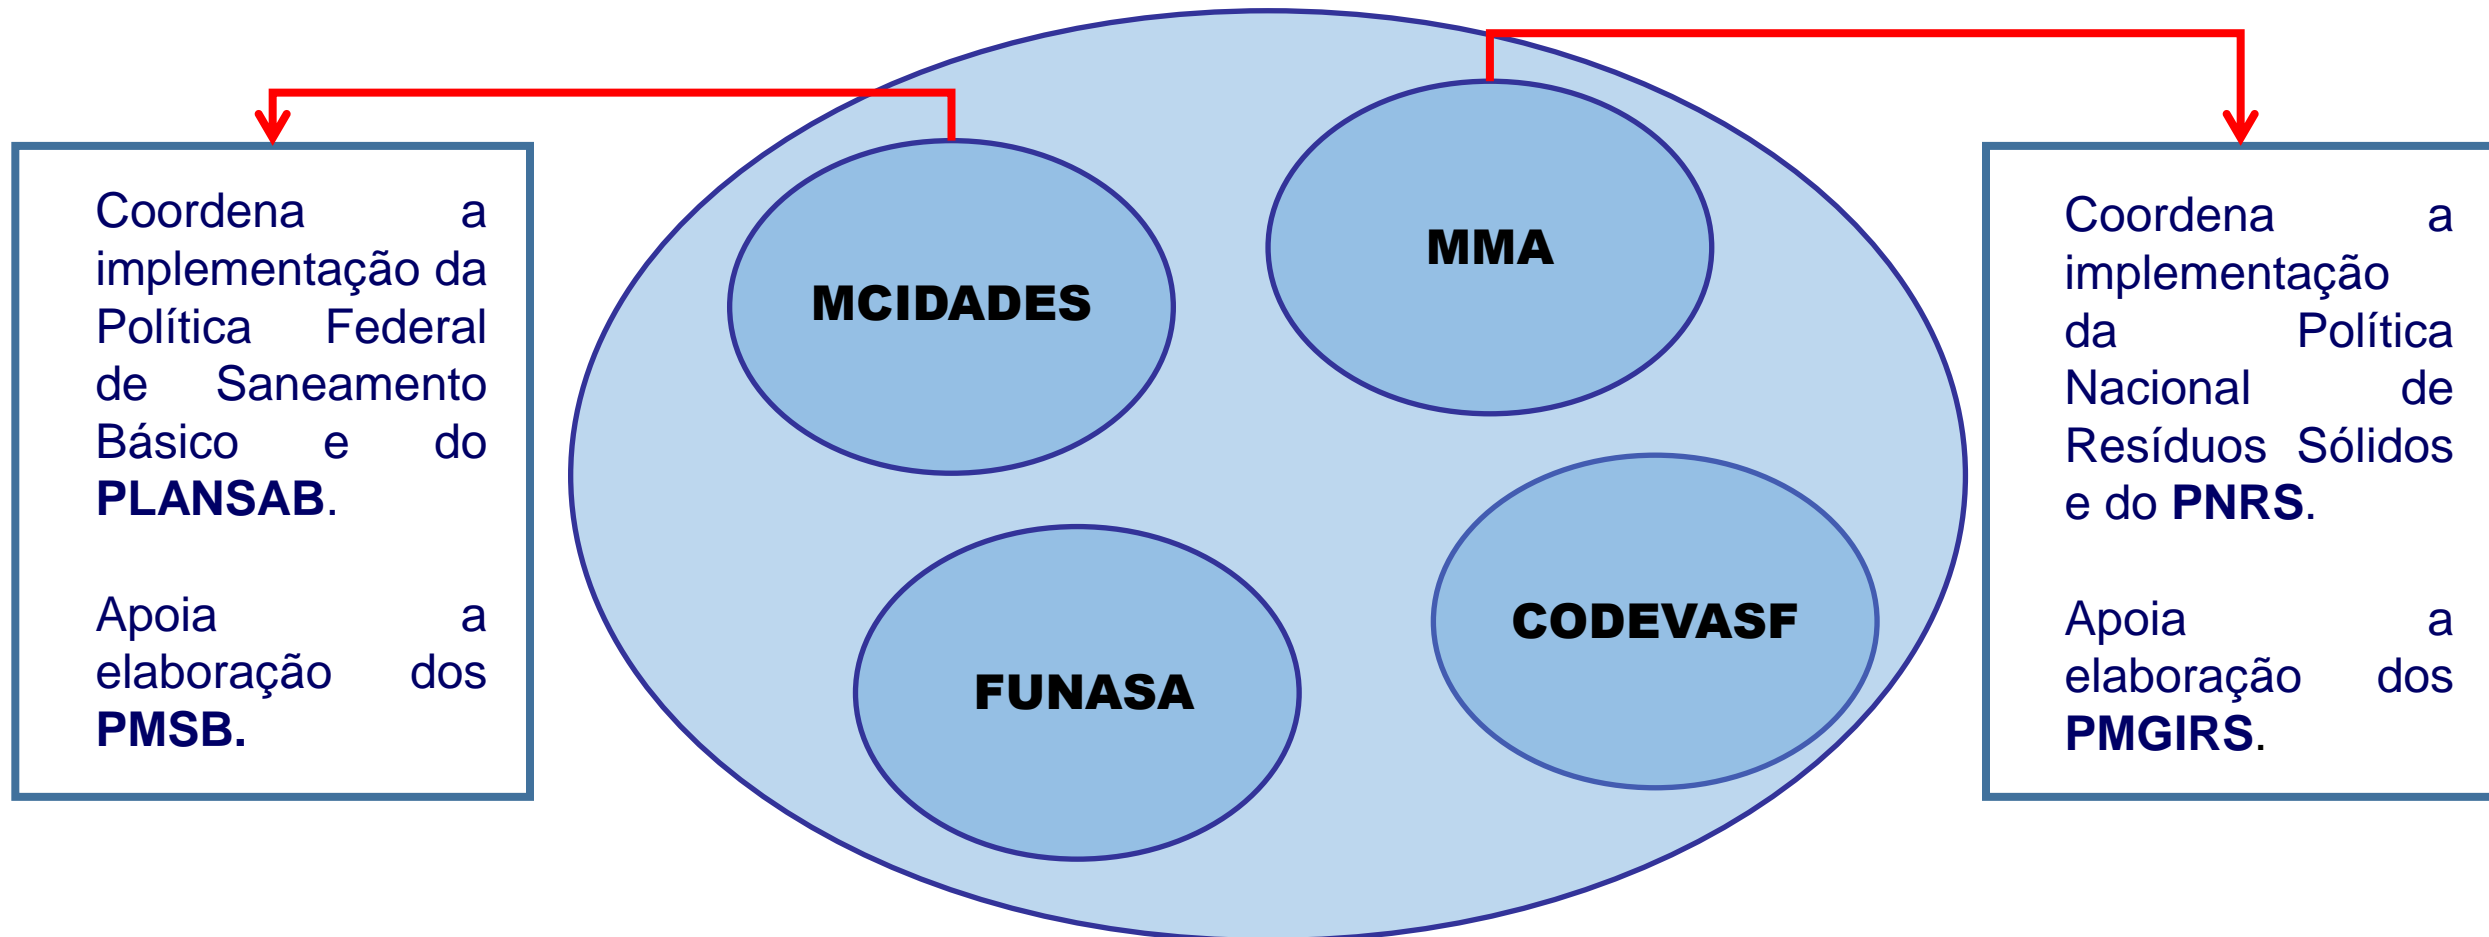 Coordena a
implementação da
Política Federal
de Saneamento
Básico e do
PLANSAB.
Apoia a
elaboração dos
PMSB.
MCIDADES
MMA
FUNASA
CODEVASF
Coordena a
implementação
da Política
Nacional de
Resíduos Sólidos
e do PNRS.
Apoia a
elaboração dos
PMGIRS.